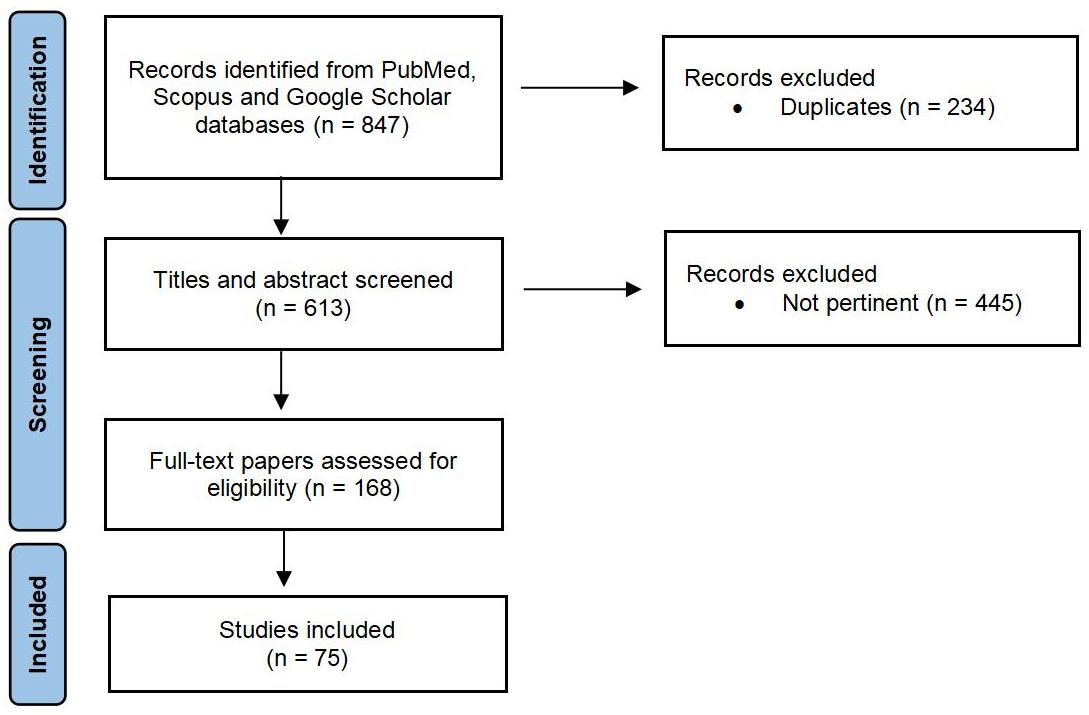 Identification
Records identified from PubMed,
Scopus and Google Scholar
databases (n = 847)
Records excluded
• Duplicates (n = 234)
Screening
Titles and abstract screened
(n = 613)
Records excluded
• Not pertinent (n = 445)
Full-text papers assessed for
eligibility (n = 168)
Included
Studies included
(n = 75)